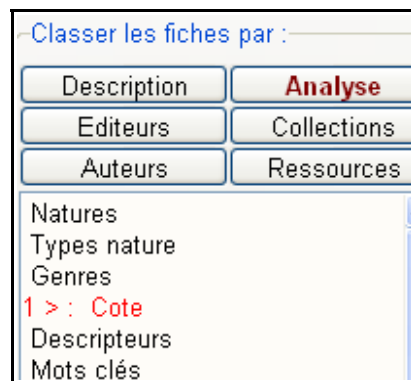 Classer les fiches par :
Description Analyse
Editeurs Collections
Auteurs Ressources
Natures
Types nature
Genres
1 > : Cote
Descripteurs
Mots clés